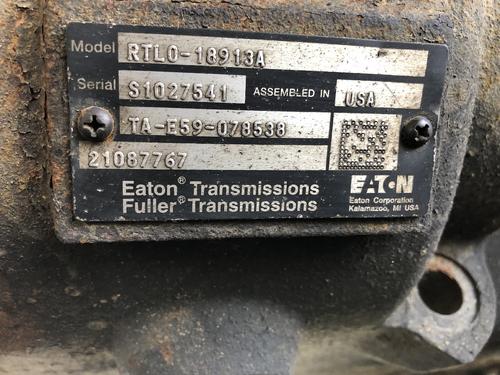 Model RTLO-18913A
Serial S1027541 ASSEMBLED IN USA
TA-E59-078538
21087767
Eaton® Transmissions
Fuller® Transmissions
EATON
Eaton Corporation
Kalamazoo, MI USA